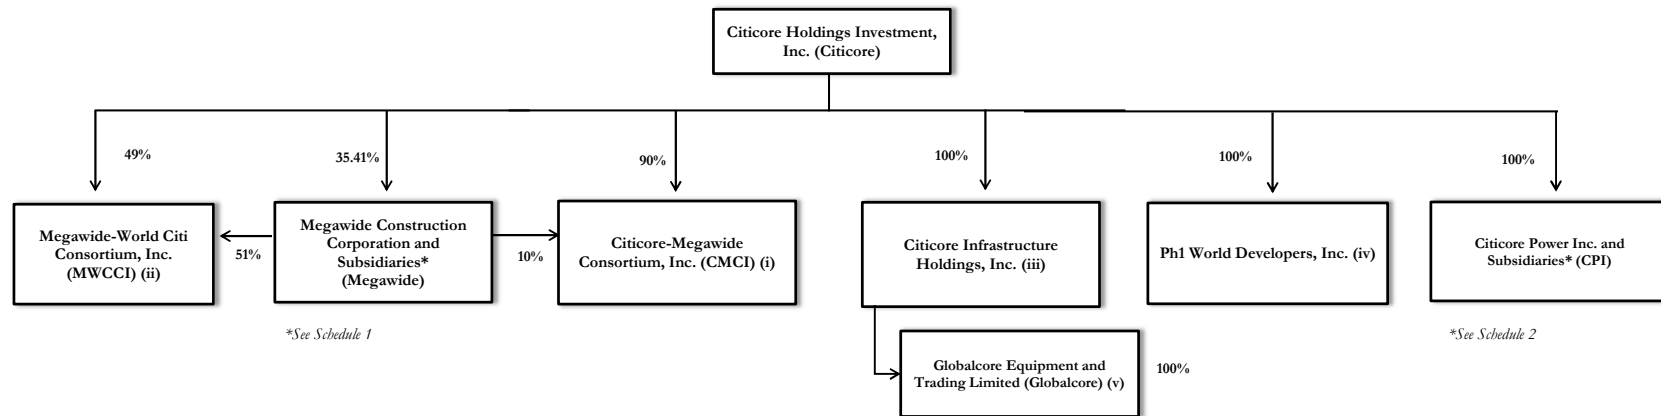 Citicore Holdings Investment,
Inc. (Citicore)
49%
35.41%
90%
100%
100%
100%
Megawide-World Citi
Consortium, Inc.
(MWCCI) (ii)
51%
Megawide Construction
Corporation and
Subsidiaries*
(Megawide)
10%
Citicore-Megawide
Consortium, Inc. (CMCI) (i)
Citicore Infrastructure
Holdings, Inc. (iii)
Ph1 World Developers, Inc. (iv)
Citicore Power Inc. and
Subsidiaries* (CPI)
*See Schedule 1
*See Schedule 2
Globalcore Equipment and
Trading Limited (Globalcore) (v)
100%